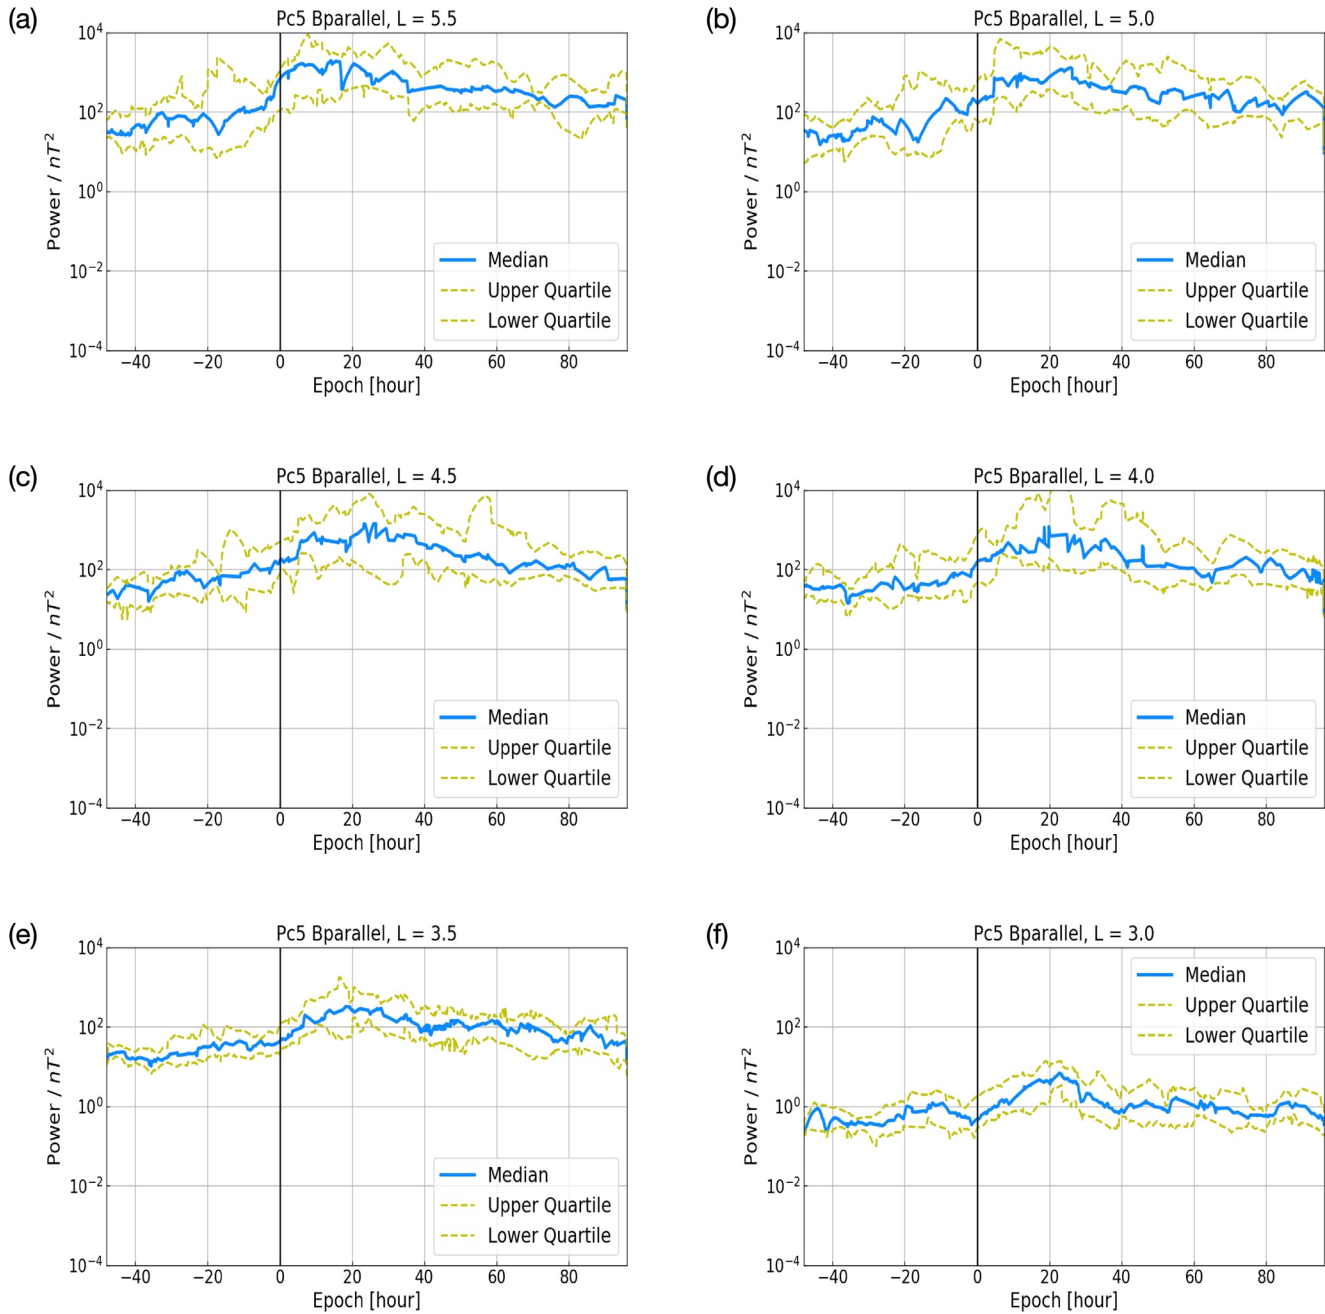 (a)
Pc5 Bparallel, L = 5.5
10^4
10^2
10^0
10^-2
10^-4
Power / nT^2
−40 −20 0 20 40 60 80
Epoch [hour]
Median
Upper Quartile
Lower Quartile
(b)
Pc5 Bparallel, L = 5.0
10^4
10^2
10^0
10^-2
10^-4
Power / nT^2
−40 −20 0 20 40 60 80
Epoch [hour]
Median
Upper Quartile
Lower Quartile
(c)
Pc5 Bparallel, L = 4.5
10^4
10^2
10^0
10^-2
10^-4
Power / nT^2
−40 −20 0 20 40 60 80
Epoch [hour]
Median
Upper Quartile
Lower Quartile
(d)
Pc5 Bparallel, L = 4.0
10^4
10^2
10^0
10^-2
10^-4
Power / nT^2
−40 −20 0 20 40 60 80
Epoch [hour]
Median
Upper Quartile
Lower Quartile
(e)
Pc5 Bparallel, L = 3.5
10^4
10^2
10^0
10^-2
10^-4
Power / nT^2
−40 −20 0 20 40 60 80
Epoch [hour]
Median
Upper Quartile
Lower Quartile
(f)
Pc5 Bparallel, L = 3.0
10^4
10^2
10^0
10^-2
10^-4
Power / nT^2
−40 −20 0 20 40 60 80
Epoch [hour]
Median
Upper Quartile
Lower Quartile